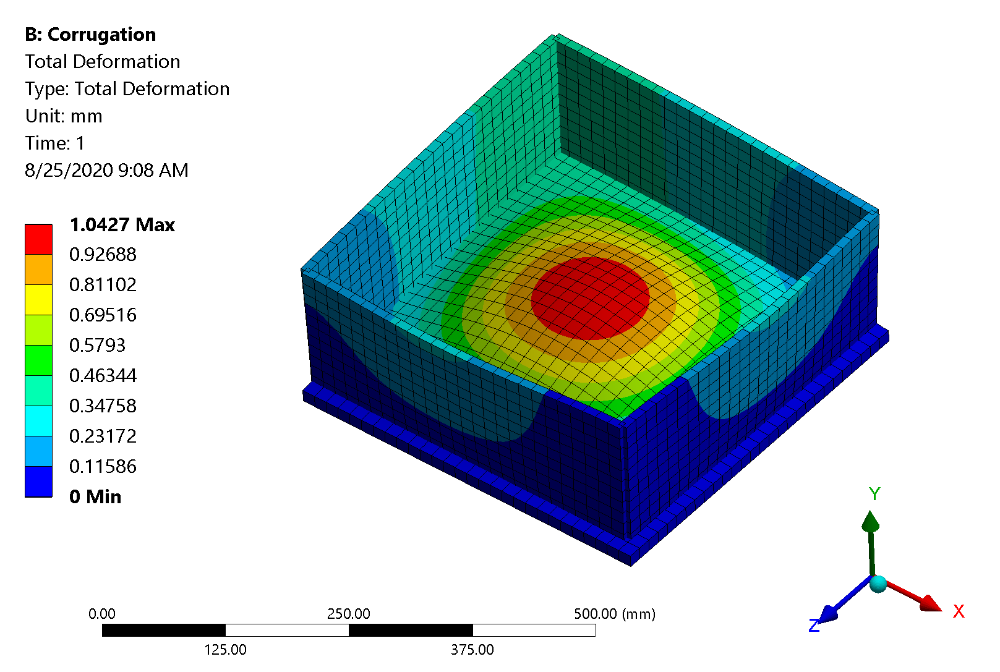 B: Corrugation
Total Deformation
Type: Total Deformation
Unit: mm
Time: 1
8/25/2020 9:08 AM
1.0427 Max
0.92688
0.81102
0.69516
0.5793
0.46344
0.34758
0.23172
0.11586
0 Min
Y
X
Z
0.00 250.00 500.00 (mm)
125.00 375.00